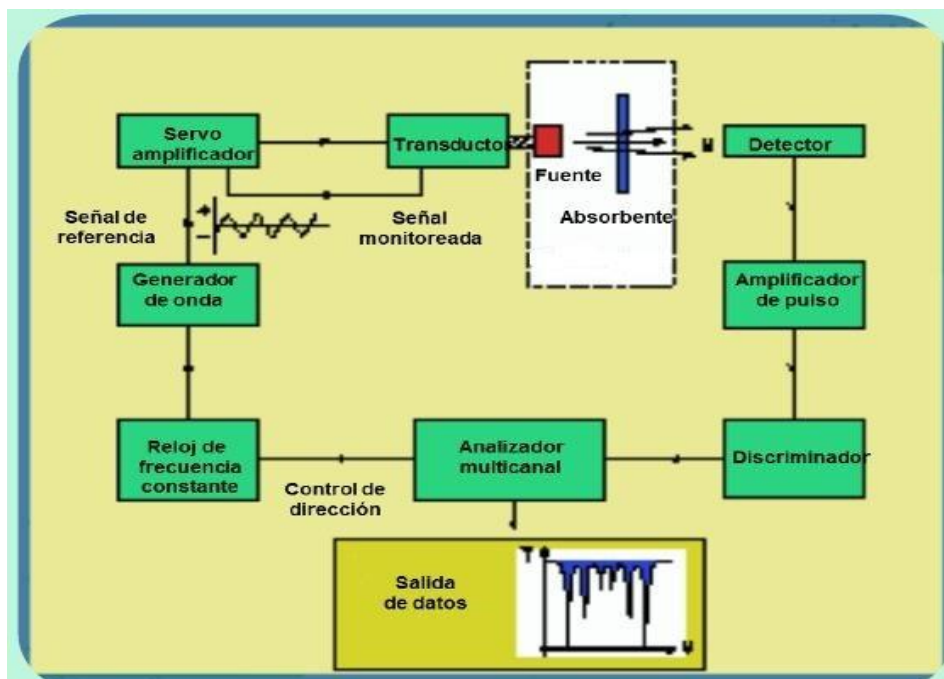 Servo
amplificador
Transductor
Fuente
Absorbente
Detector
Señal de
referencia
+
−
Señal
monitoreada
Generador
de onda
Amplificador
de pulso
Reloj de
frecuencia
constante
Control de
dirección
Analizador
multicanal
Discriminador
Salida
de datos
T